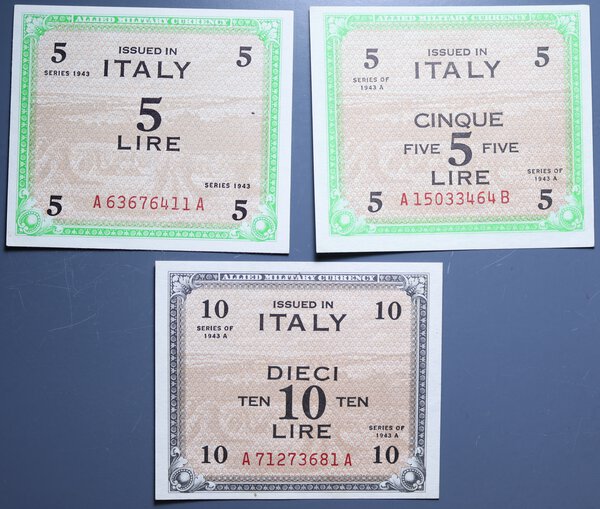 ALLIED MILITARY CURRENCY
5 ISSUED IN 5
SERIES 1943 ITALY
5
LIRE
SERIES 1943
5 A63676411A 5
ALLIED MILITARY CURRENCY
5 ISSUED IN 5
SERIES OF
1943 A
ITALY
CINQUE
FIVE 5 FIVE
LIRE
SERIES OF
1943 A
5 A15033464B 5
ALLIED MILITARY CURRENCY
10 ISSUED IN 10
SERIES OF
1943 A
ITALY
DIECI
TEN 10 TEN
LIRE
SERIES OF
1943 A
10 A71273681A 10